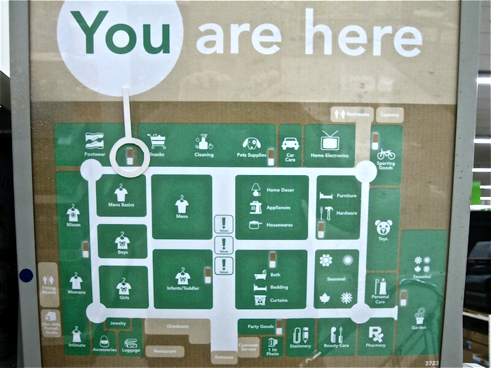 You are here
Restrooms
Layaway
Footwear
Snacks
Cleaning
Pets Supplies
Car Care
Home Electronics
Sporting Goods
Mens Basics
Mens
Home Decor
Appliances
Housewares
Furniture
Hardware
Misses
Boys
Toys
Girls
Infants/Toddler
Bath
Bedding
Curtains
Seasonal
Seasonal
Womens
Fitting Rooms
Personal Care
Garden
Jewelry
Checkouts
Party Goods
Intimate
Accessories
Luggage
Restaurant
Entrance
Customer Service
1 Hr Photo
Stationery
Beauty Care
Pharmacy
3723